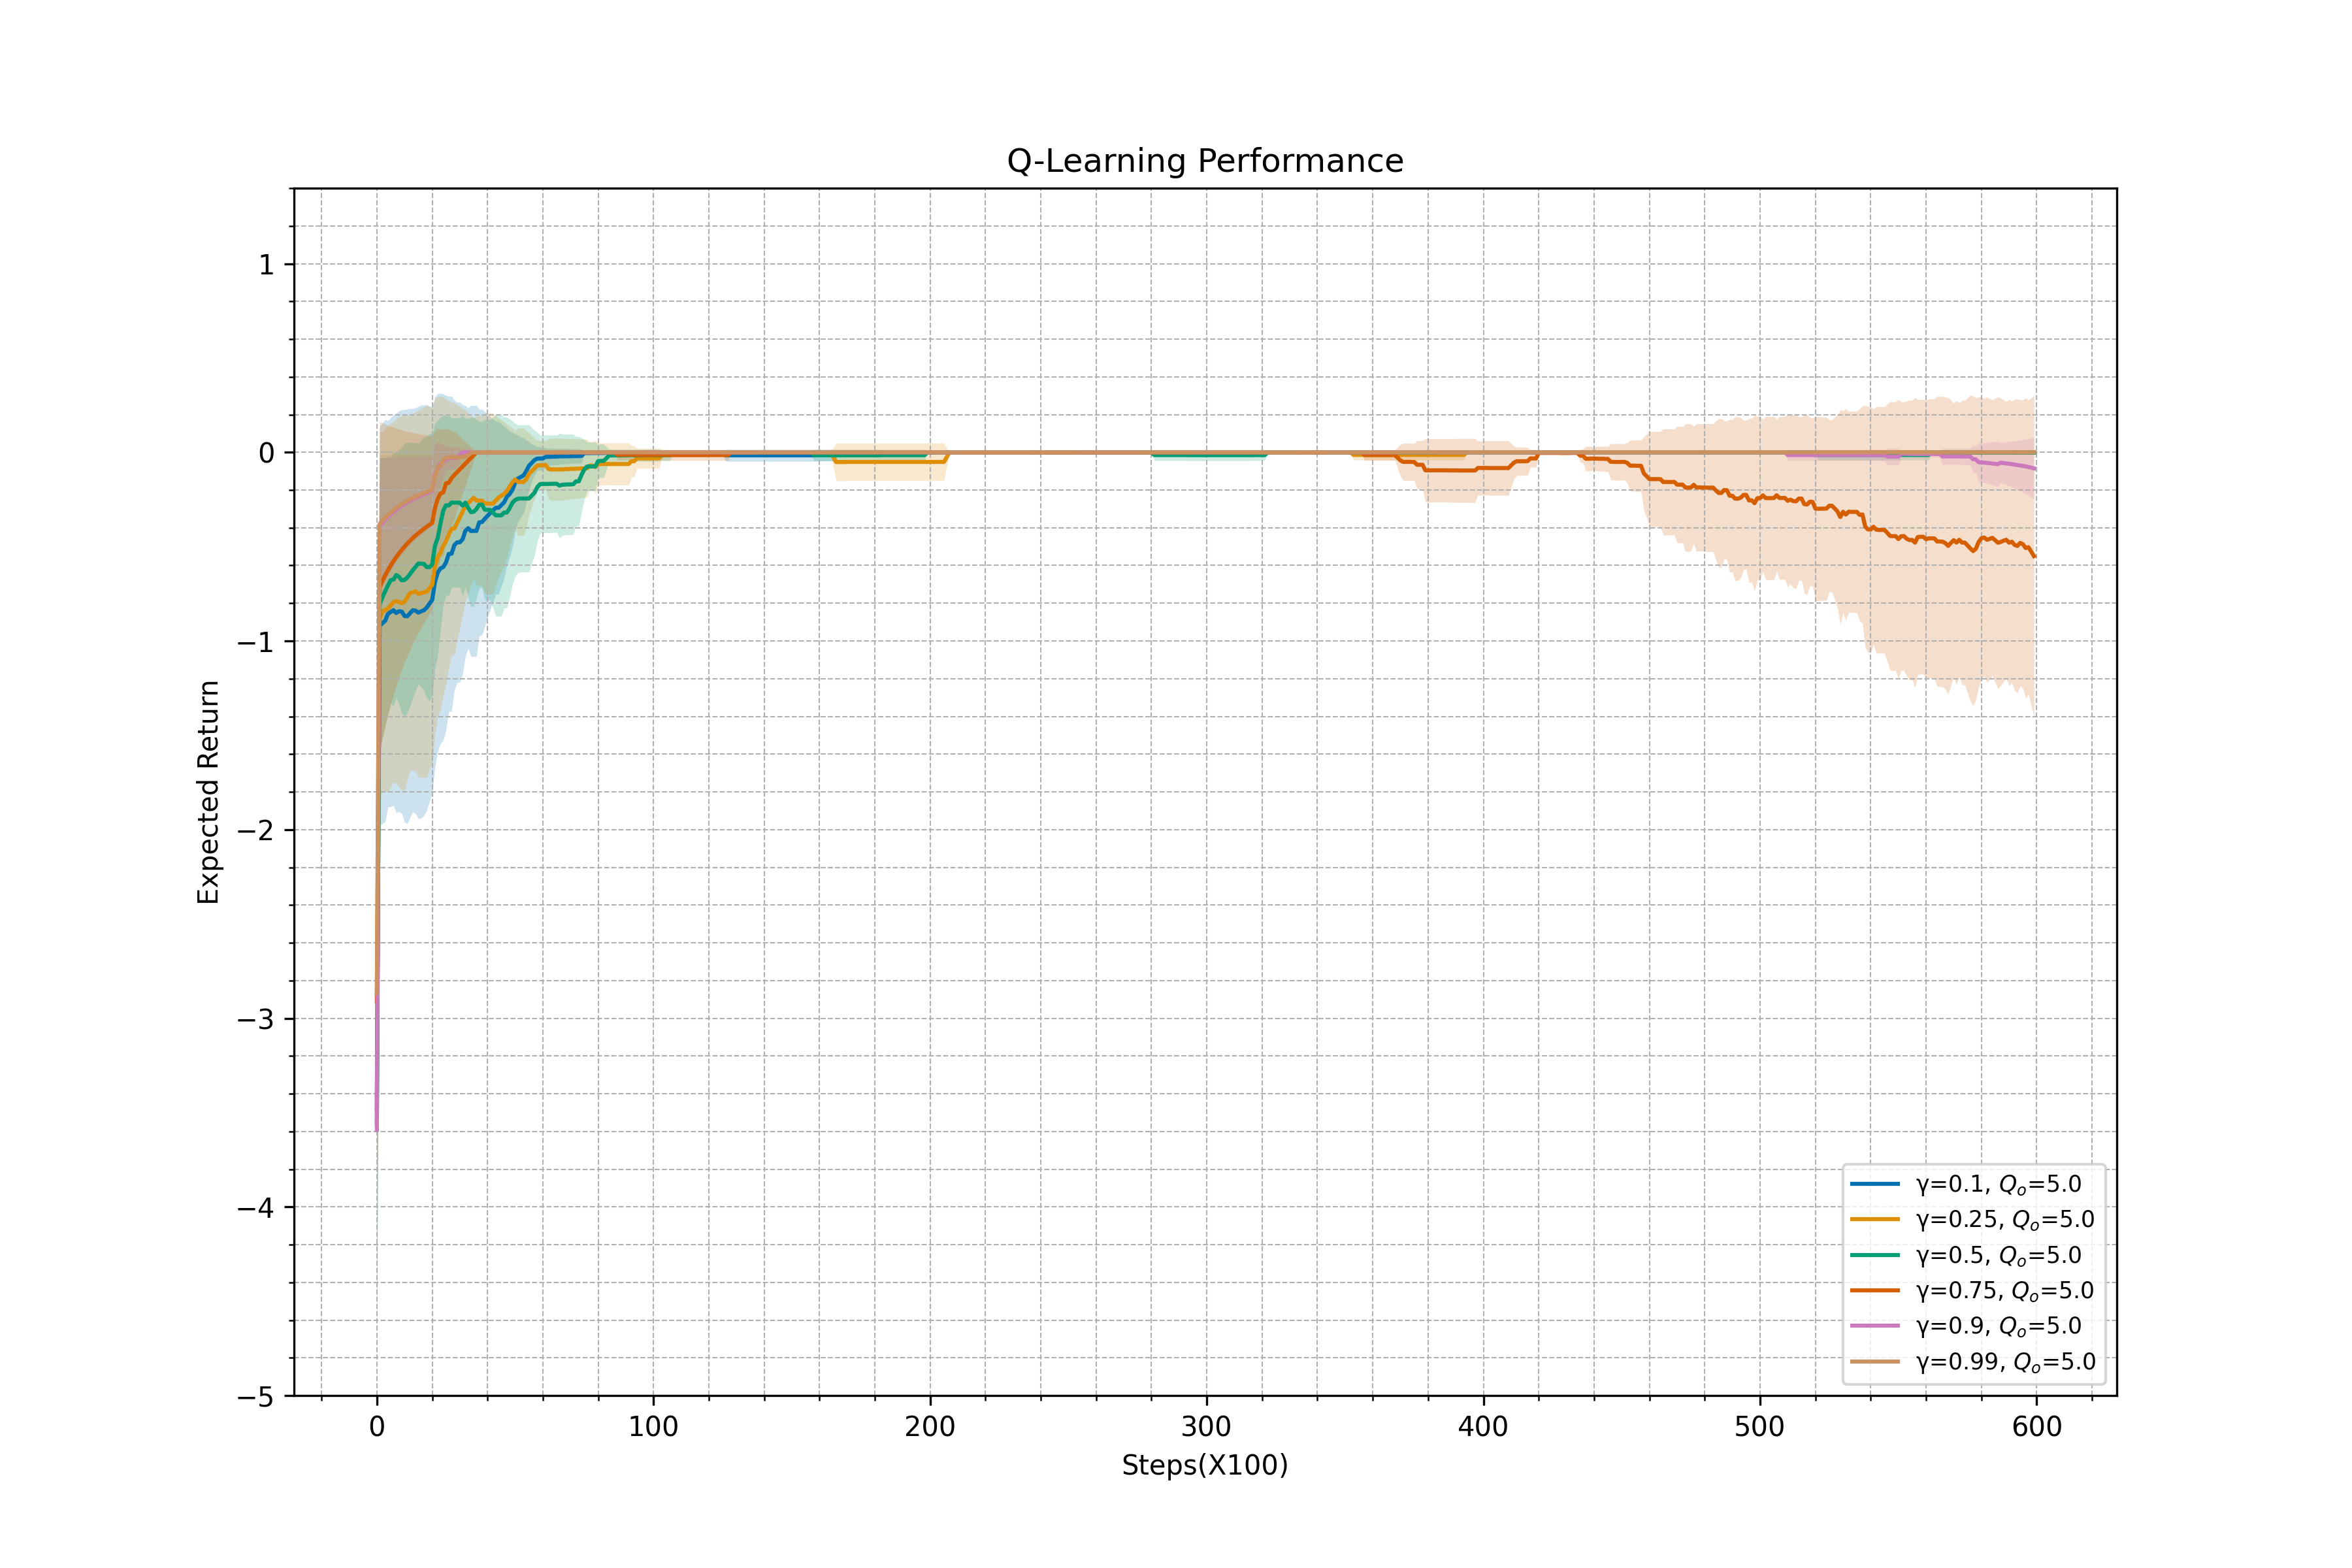 Q-Learning Performance
Expected Return
1
0
−1
−2
−3
−4
−5
0 100 200 300 400 500 600
Steps(X100)
γ=0.1, Qₒ=5.0
γ=0.25, Qₒ=5.0
γ=0.5, Qₒ=5.0
γ=0.75, Qₒ=5.0
γ=0.9, Qₒ=5.0
γ=0.99, Qₒ=5.0